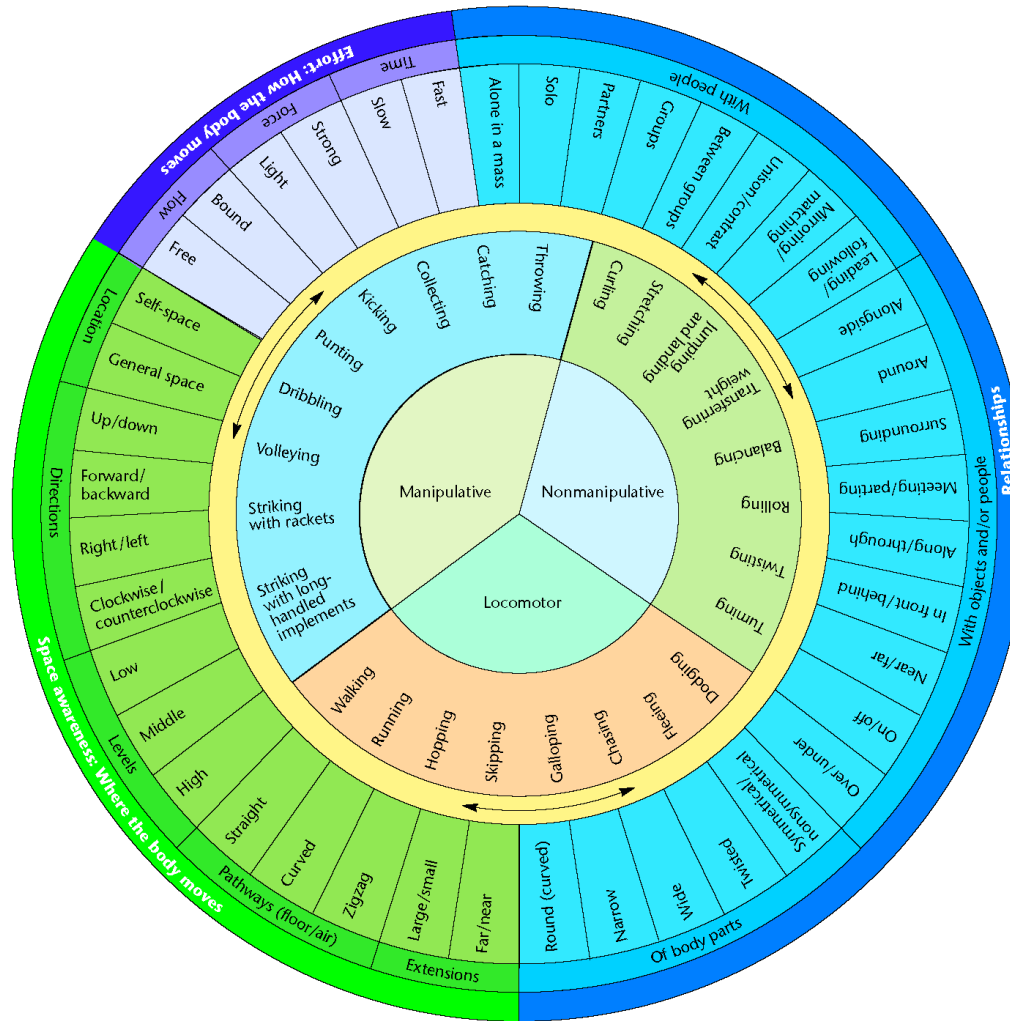 Effort: How the body moves
Time
Force
Flow
Fast
Slow
Strong
Light
Bound
Free
Relationships
With people
Alone in a mass
Solo
Partners
Groups
Between groups
Unison/contrast
Mirroring/
matching
Leading/
following
With objects and/or people
Alongside
Around
Surrounding
Meeting/parting
Along/through
In front/behind
Near/far
On/off
Over/under
Of body parts
Symmetrical/
nonsymmetrical
Twisted
Wide
Narrow
Round (curved)
Space awareness: Where the body moves
Location
Self-space
General space
Directions
Up/down
Forward/
backward
Right/left
Clockwise/
counterclockwise
Levels
Low
Middle
High
Pathways (floor/air)
Straight
Curved
Zigzag
Extensions
Large/small
Far/near
Manipulative
Throwing
Catching
Collecting
Kicking
Punting
Dribbling
Volleying
Striking
with rackets
Striking
with long-
handled
implements
Nonmanipulative
Curling
Stretching
Jumping
and landing
Transferring
weight
Balancing
Rolling
Twisting
Turning
Locomotor
Walking
Running
Hopping
Skipping
Galloping
Chasing
Fleeing
Dodging